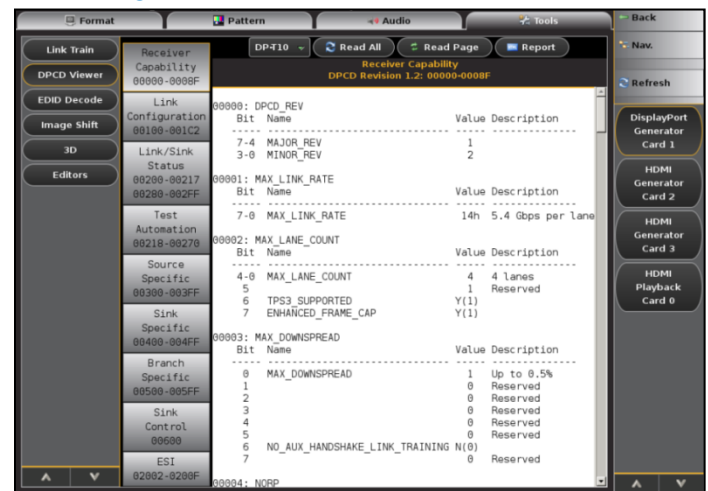 Format
Pattern
Audio
Tools
Back
Nav.
Refresh
Link Train
DPCD Viewer
EDID Decode
Image Shift
3D
Editors
Receiver
Capability
00000-0008F
Link
Configuration
00100-001C2
Link/Sink
Status
00200-00217
00280-002FF
Test
Automation
00218-00270
Source
Specific
00300-003FF
Sink
Specific
00400-004FF
Branch
Specific
00500-005FF
Sink
Control
00600
ESI
02002-0200F
DP-T10 Read All Read Page Report
Receiver Capability
DPCD Revision 1.2: 00000-0008F
00000: DPCD_REV
Bit Name Value Description
7-4 MAJOR_REV 1
3-0 MINOR_REV 2
00001: MAX_LINK_RATE
Bit Name Value Description
7-0 MAX_LINK_RATE 14h 5.4 Gbps per lane
00002: MAX_LANE_COUNT
Bit Name Value Description
4-0 MAX_LANE_COUNT 4 4 lanes
5 1 Reserved
6 TPS3_SUPPORTED Y(1)
7 ENHANCED_FRAME_CAP Y(1)
00003: MAX_DOWNSPREAD
Bit Name Value Description
0 MAX_DOWNSPREAD 1 Up to 0.5%
1 0 Reserved
2 0 Reserved
3 0 Reserved
4 0 Reserved
5 0 Reserved
6 NO_AUX_HANDSHAKE_LINK_TRAINING N(0)
7 0 Reserved
00004: NORP
DisplayPort
Generator
Card 1
HDMI
Generator
Card 2
HDMI
Generator
Card 3
HDMI
Playback
Card 0